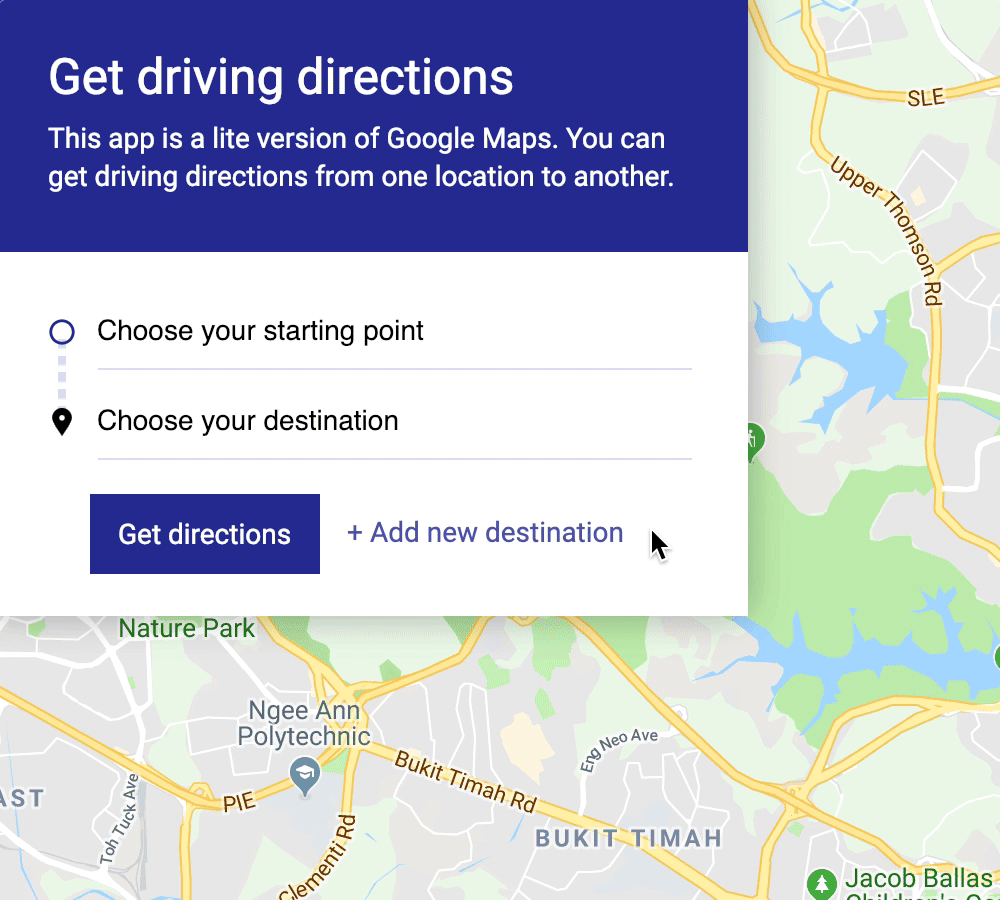 Get driving directions
This app is a lite version of Google Maps. You can
get driving directions from one location to another.
SLE
Upper Thomson Rd
Choose your starting point
Choose your destination
Get directions
+ Add new destination
Nature Park
Ngee Ann
Polytechnic
Eng Neo Ave
Bukit Timah Rd
PIE
AST
Toh Tuck Ave
BUKIT TIMAH
Clementi Rd
Jacob Ballas